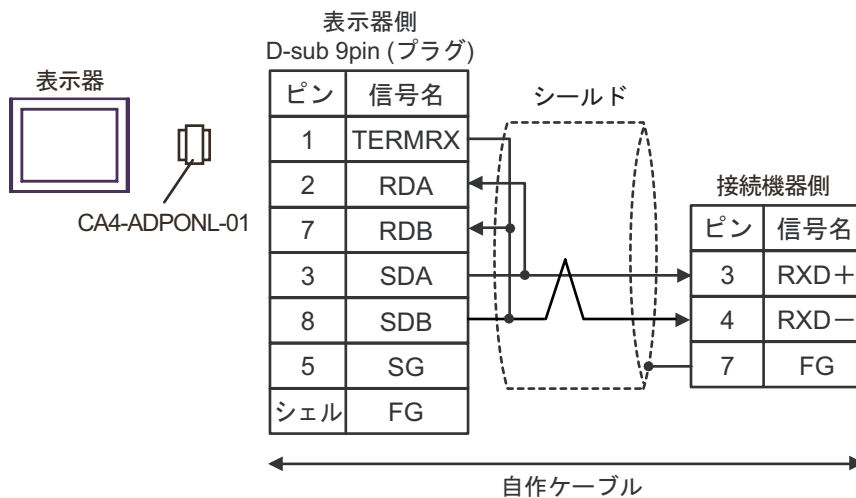 表示器側
D-sub 9pin (プラグ)
表示器
CA4-ADPONL-01
ピン 信号名
1 TERMRX
2 RDA
7 RDB
3 SDA
8 SDB
5 SG
シェル FG
シールド
接続機器側
ピン 信号名
3 RXD＋
4 RXD－
7 FG
自作ケーブル